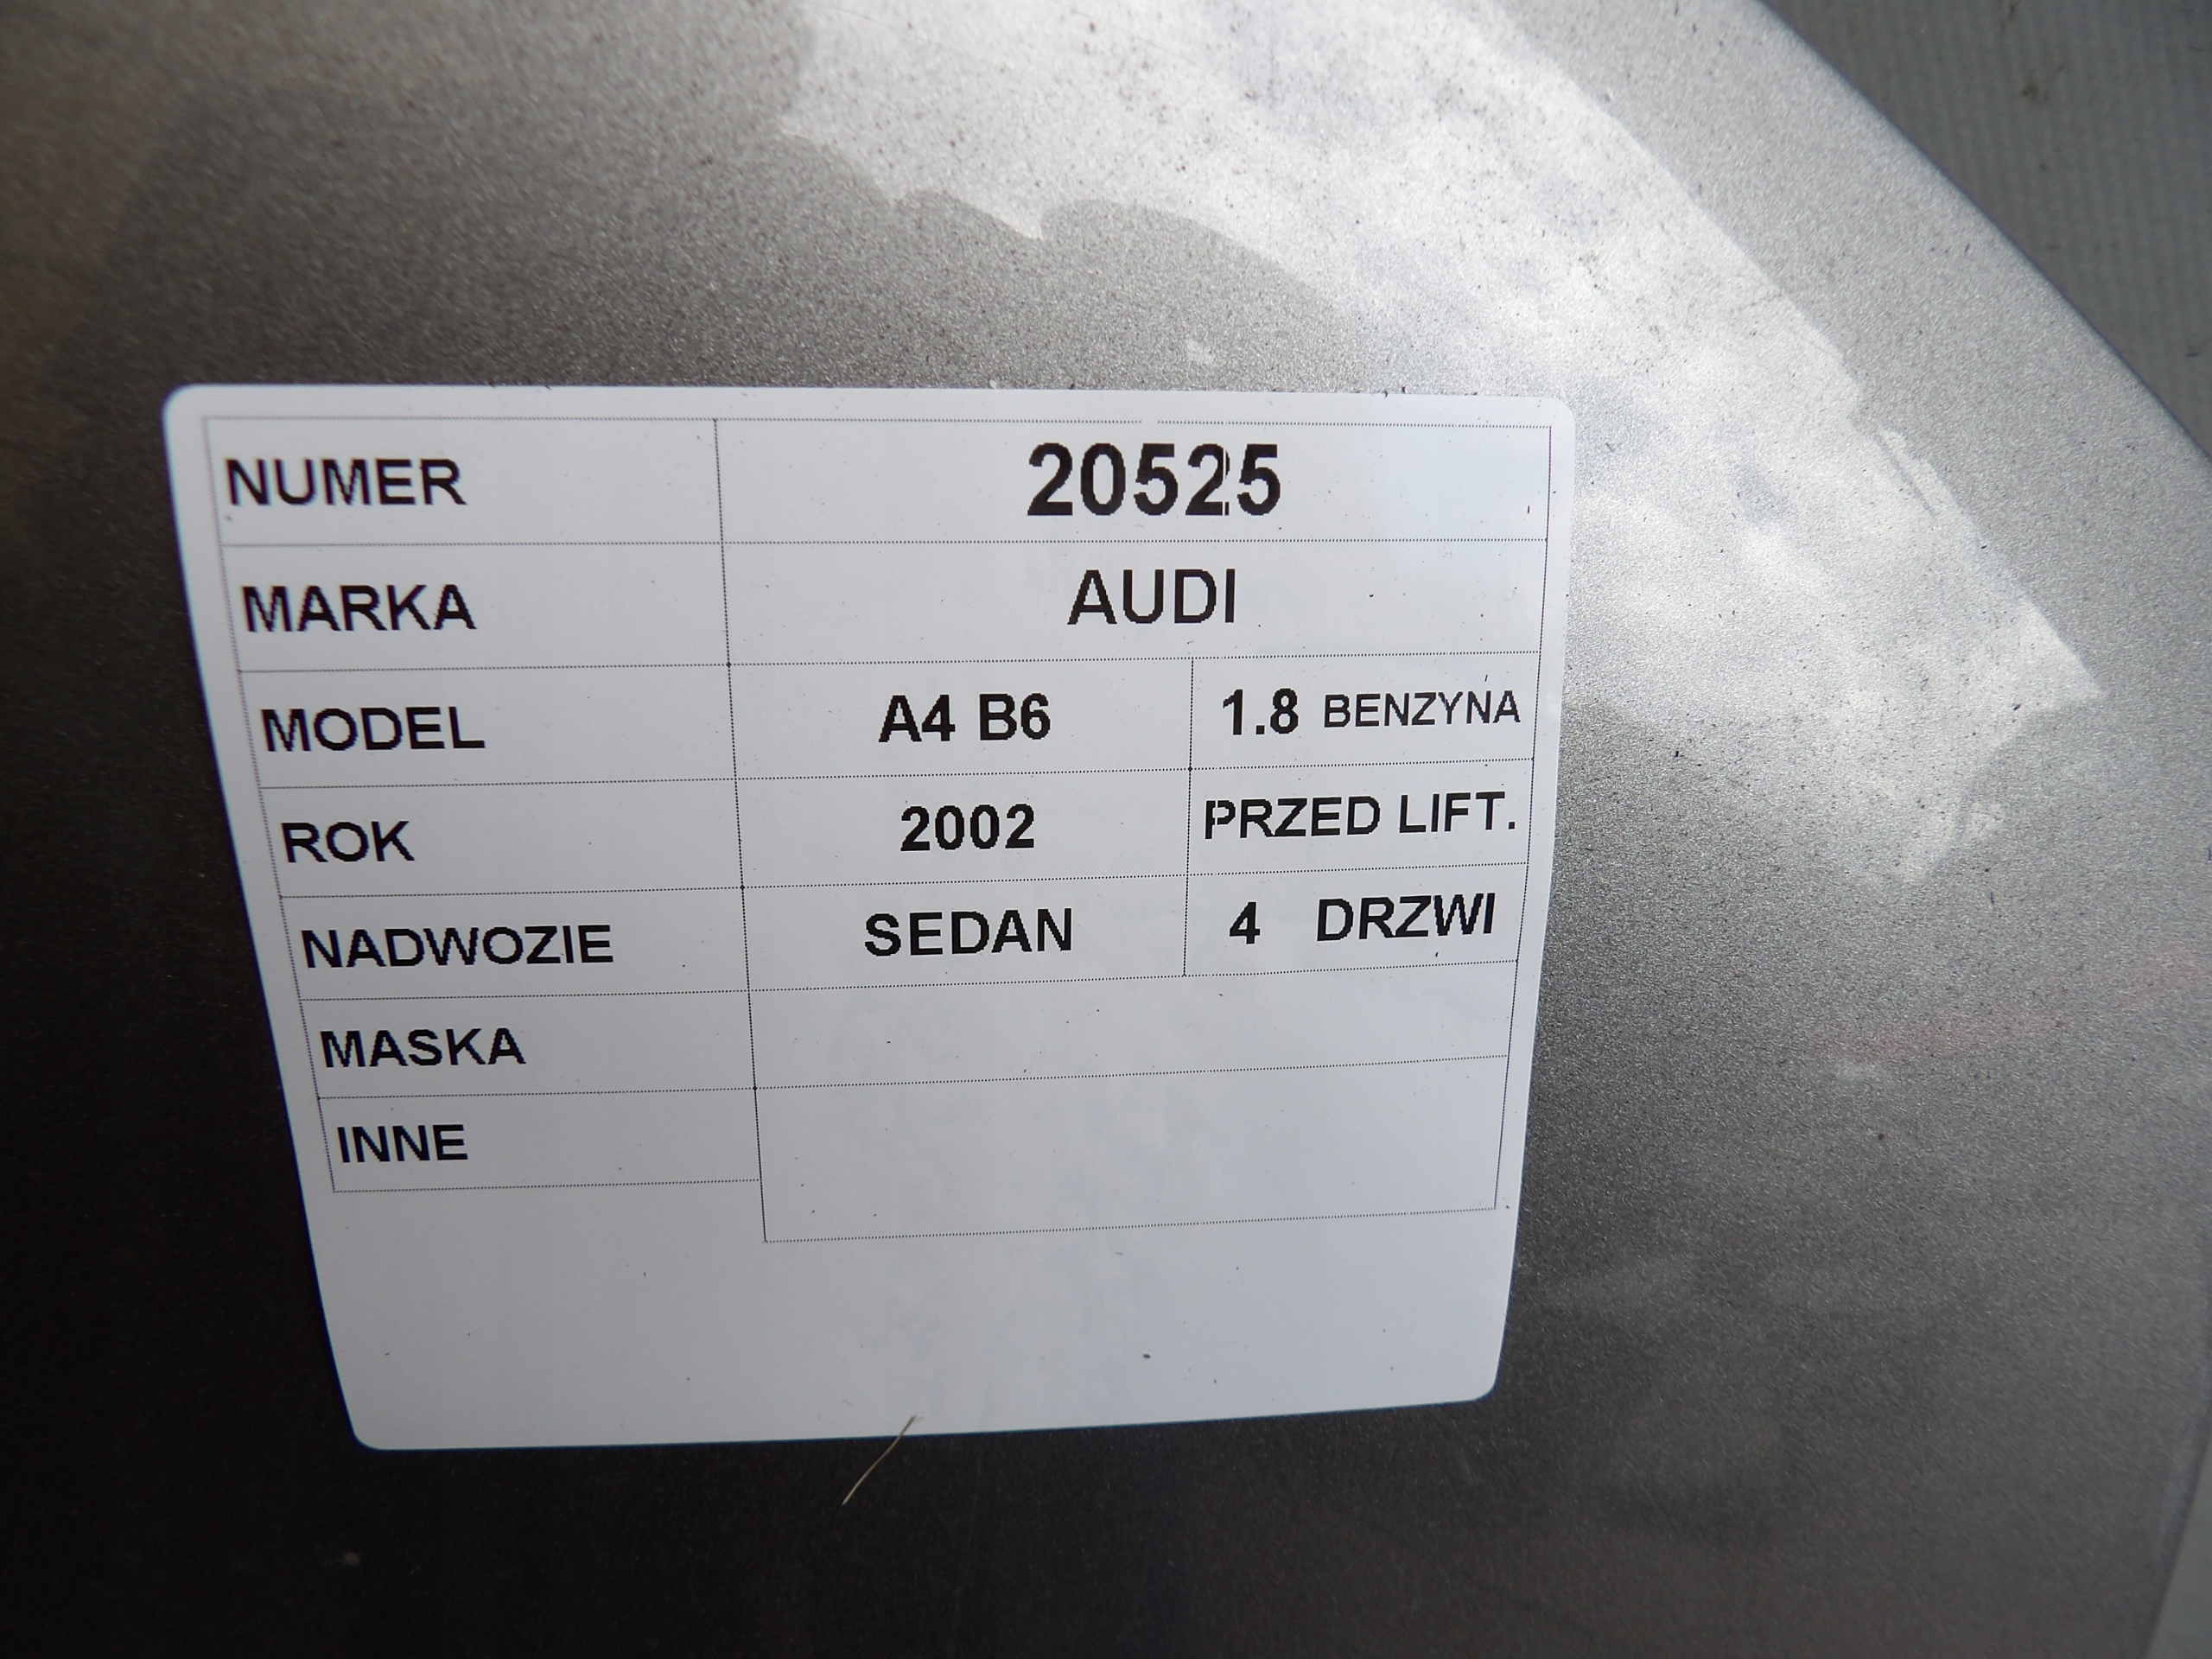 NUMER 20525
MARKA AUDI
MODEL A4 B6 1.8 BENZYNA
ROK 2002 PRZED LIFT.
NADWOZIE SEDAN 4 DRZWI
MASKA
INNE